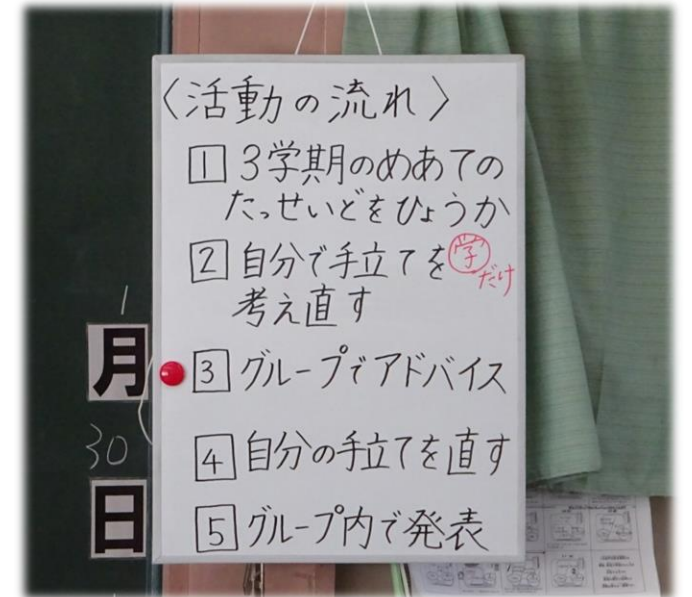 〈活動の流れ〉
1 3学期のめあての
たっせいどをひょうか
2 自分で手立てを 学だけ
考え直す
3 グループでアドバイス
4 自分の手立てを直す
5 グループ内で発表
1
月
30
日